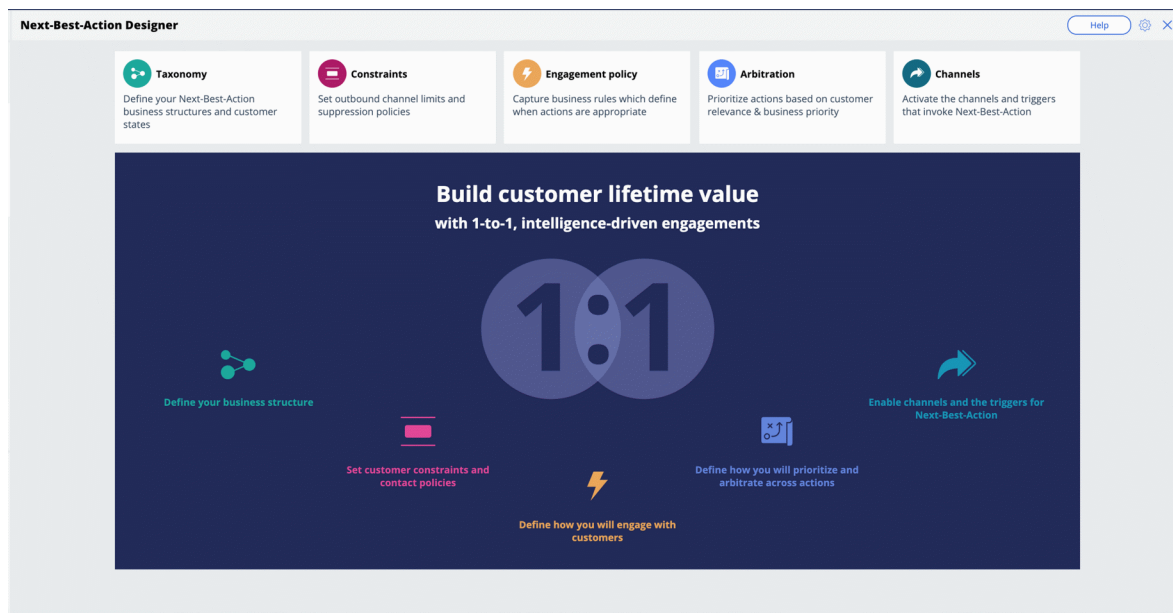 Next-Best-Action Designer
Help
Taxonomy
Define your Next-Best-Action
business structures and customer
states
Constraints
Set outbound channel limits and
suppression policies
Engagement policy
Capture business rules which define
when actions are appropriate
Arbitration
Prioritize actions based on customer
relevance & business priority
Channels
Activate the channels and triggers
that invoke Next-Best-Action
Build customer lifetime value
with 1-to-1, intelligence-driven engagements
1:1
Define your business structure
Enable channels and the triggers for
Next-Best-Action
Set customer constraints and
contact policies
Define how you will prioritize and
arbitrate across actions
Define how you will engage with
customers